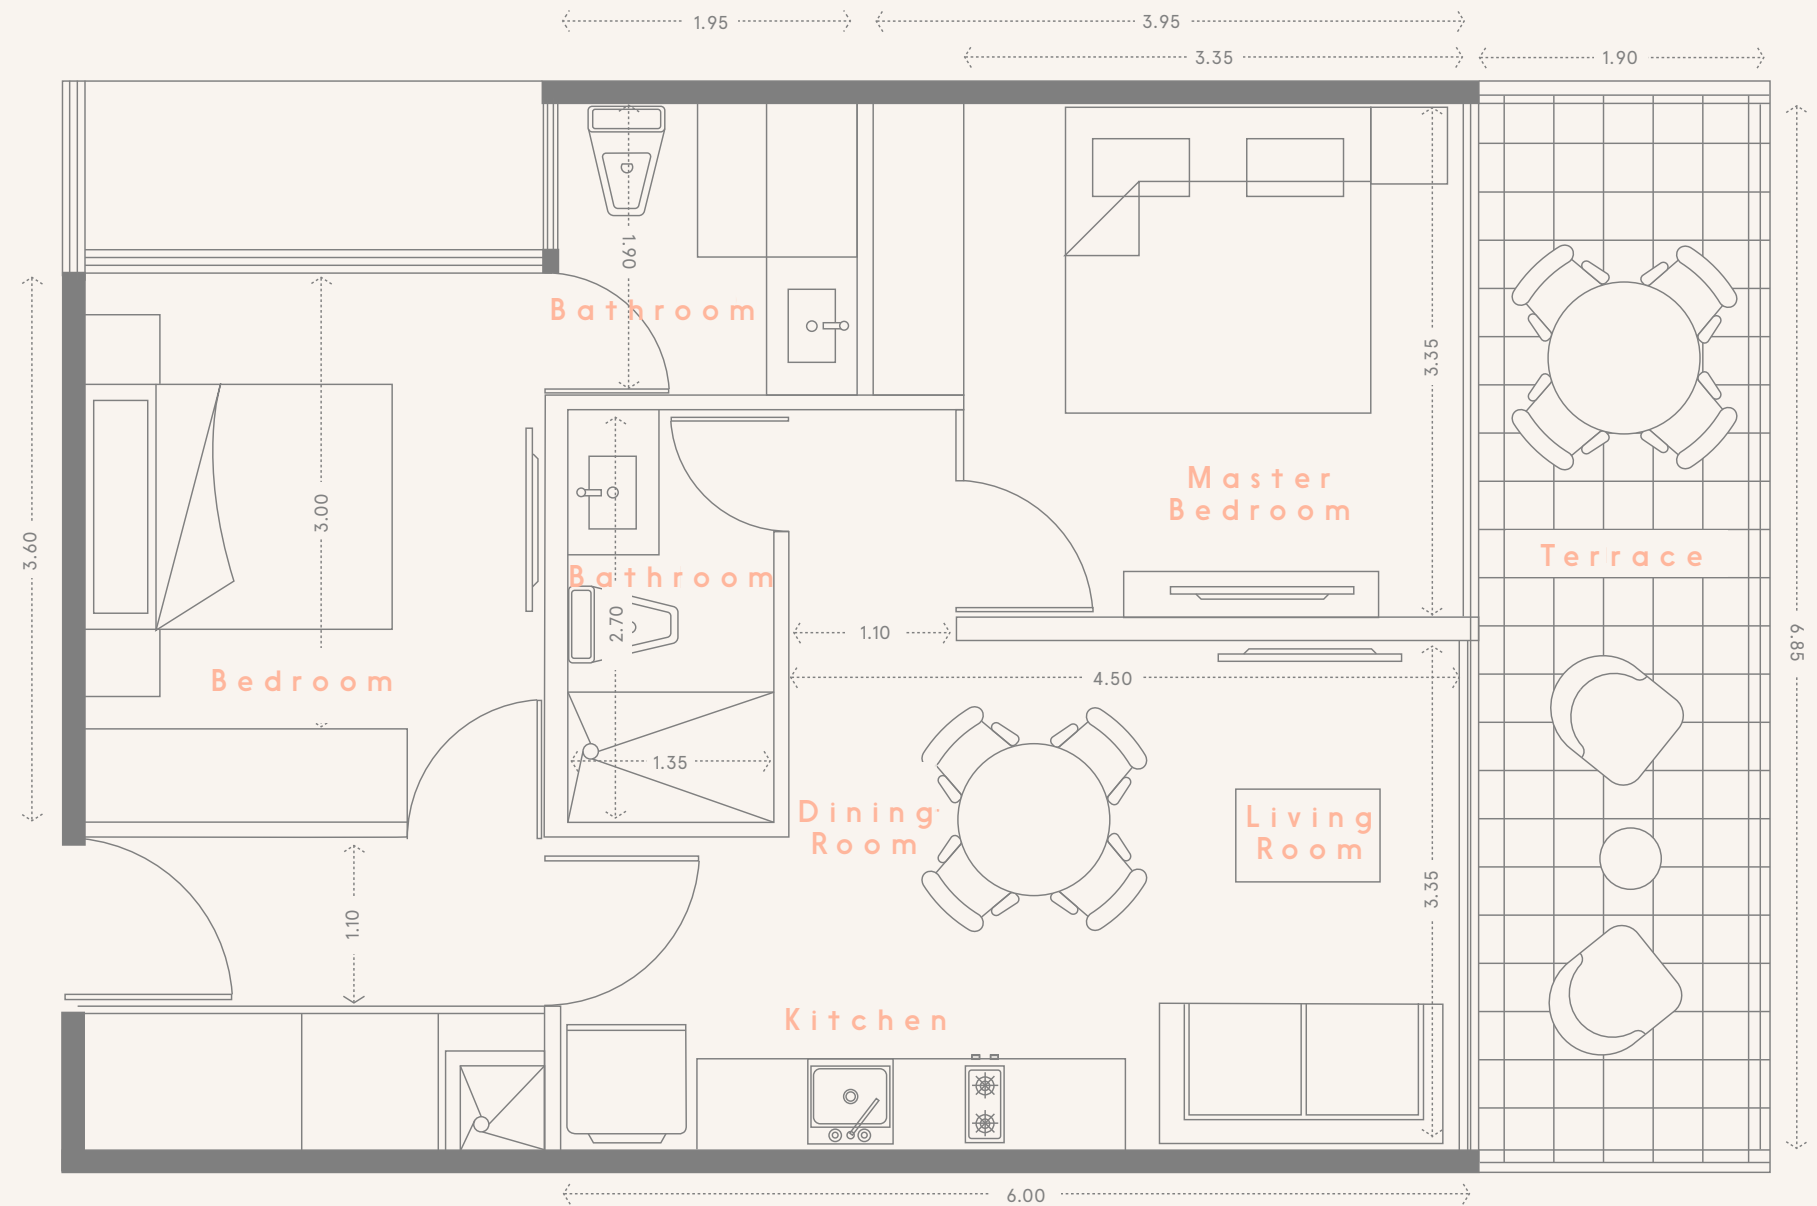 1.95
3.95
3.35
1.90
1.90
Bathroom
3.35
Master
Bedroom
3.00
3.60
Terrace
Bathroom
2.70
1.10
6.85
4.50
Bedroom
1.35
Dining
Room
Living
Room
3.35
1.10
Kitchen
6.00